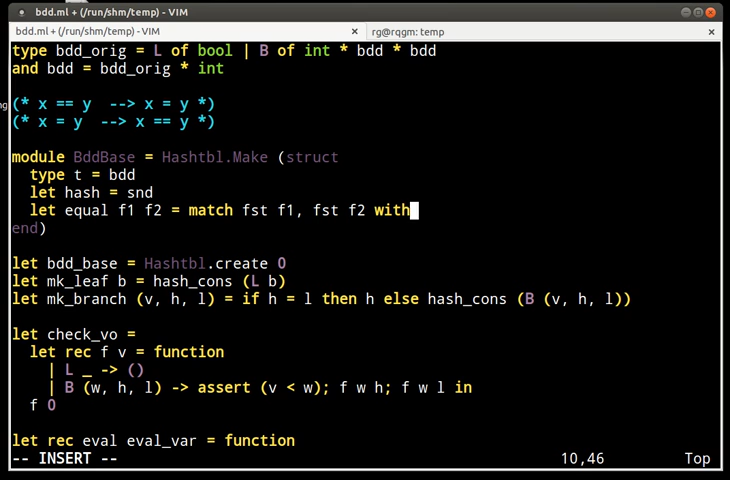 bdd.ml + (/run/shm/temp) - VIM
bdd.ml + (/run/shm/temp) - VIM
rg@rqgm: temp
type bdd_orig = L of bool | B of int * bdd * bdd
and bdd = bdd_orig * int
(* x == y  --> x = y *)
(* x = y  --> x == y *)
module BddBase = Hashtbl.Make (struct
  type t = bdd
  let hash = snd
  let equal f1 f2 = match fst f1, fst f2 with
end)
let bdd_base = Hashtbl.create 0
let mk_leaf b = hash_cons (L b)
let mk_branch (v, h, l) = if h = l then h else hash_cons (B (v, h, l))
let check_vo =
  let rec f v = function
    | L _ -> ()
    | B (w, h, l) -> assert (v < w); f w h; f w l in
  f 0
let rec eval eval_var = function
-- INSERT --
10,46
Top